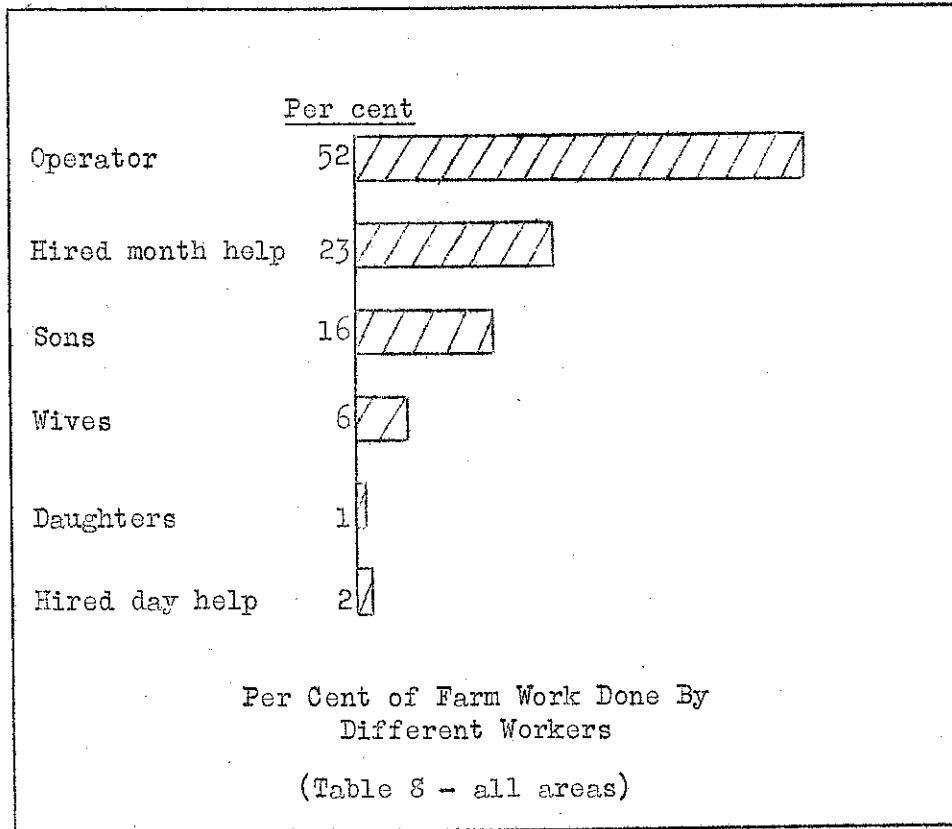 Per cent
Operator 52
Hired month help 23
Sons 16
Wives 6
Daughters 1
Hired day help 2
Per Cent of Farm Work Done By
Different Workers
(Table 8 - all areas)